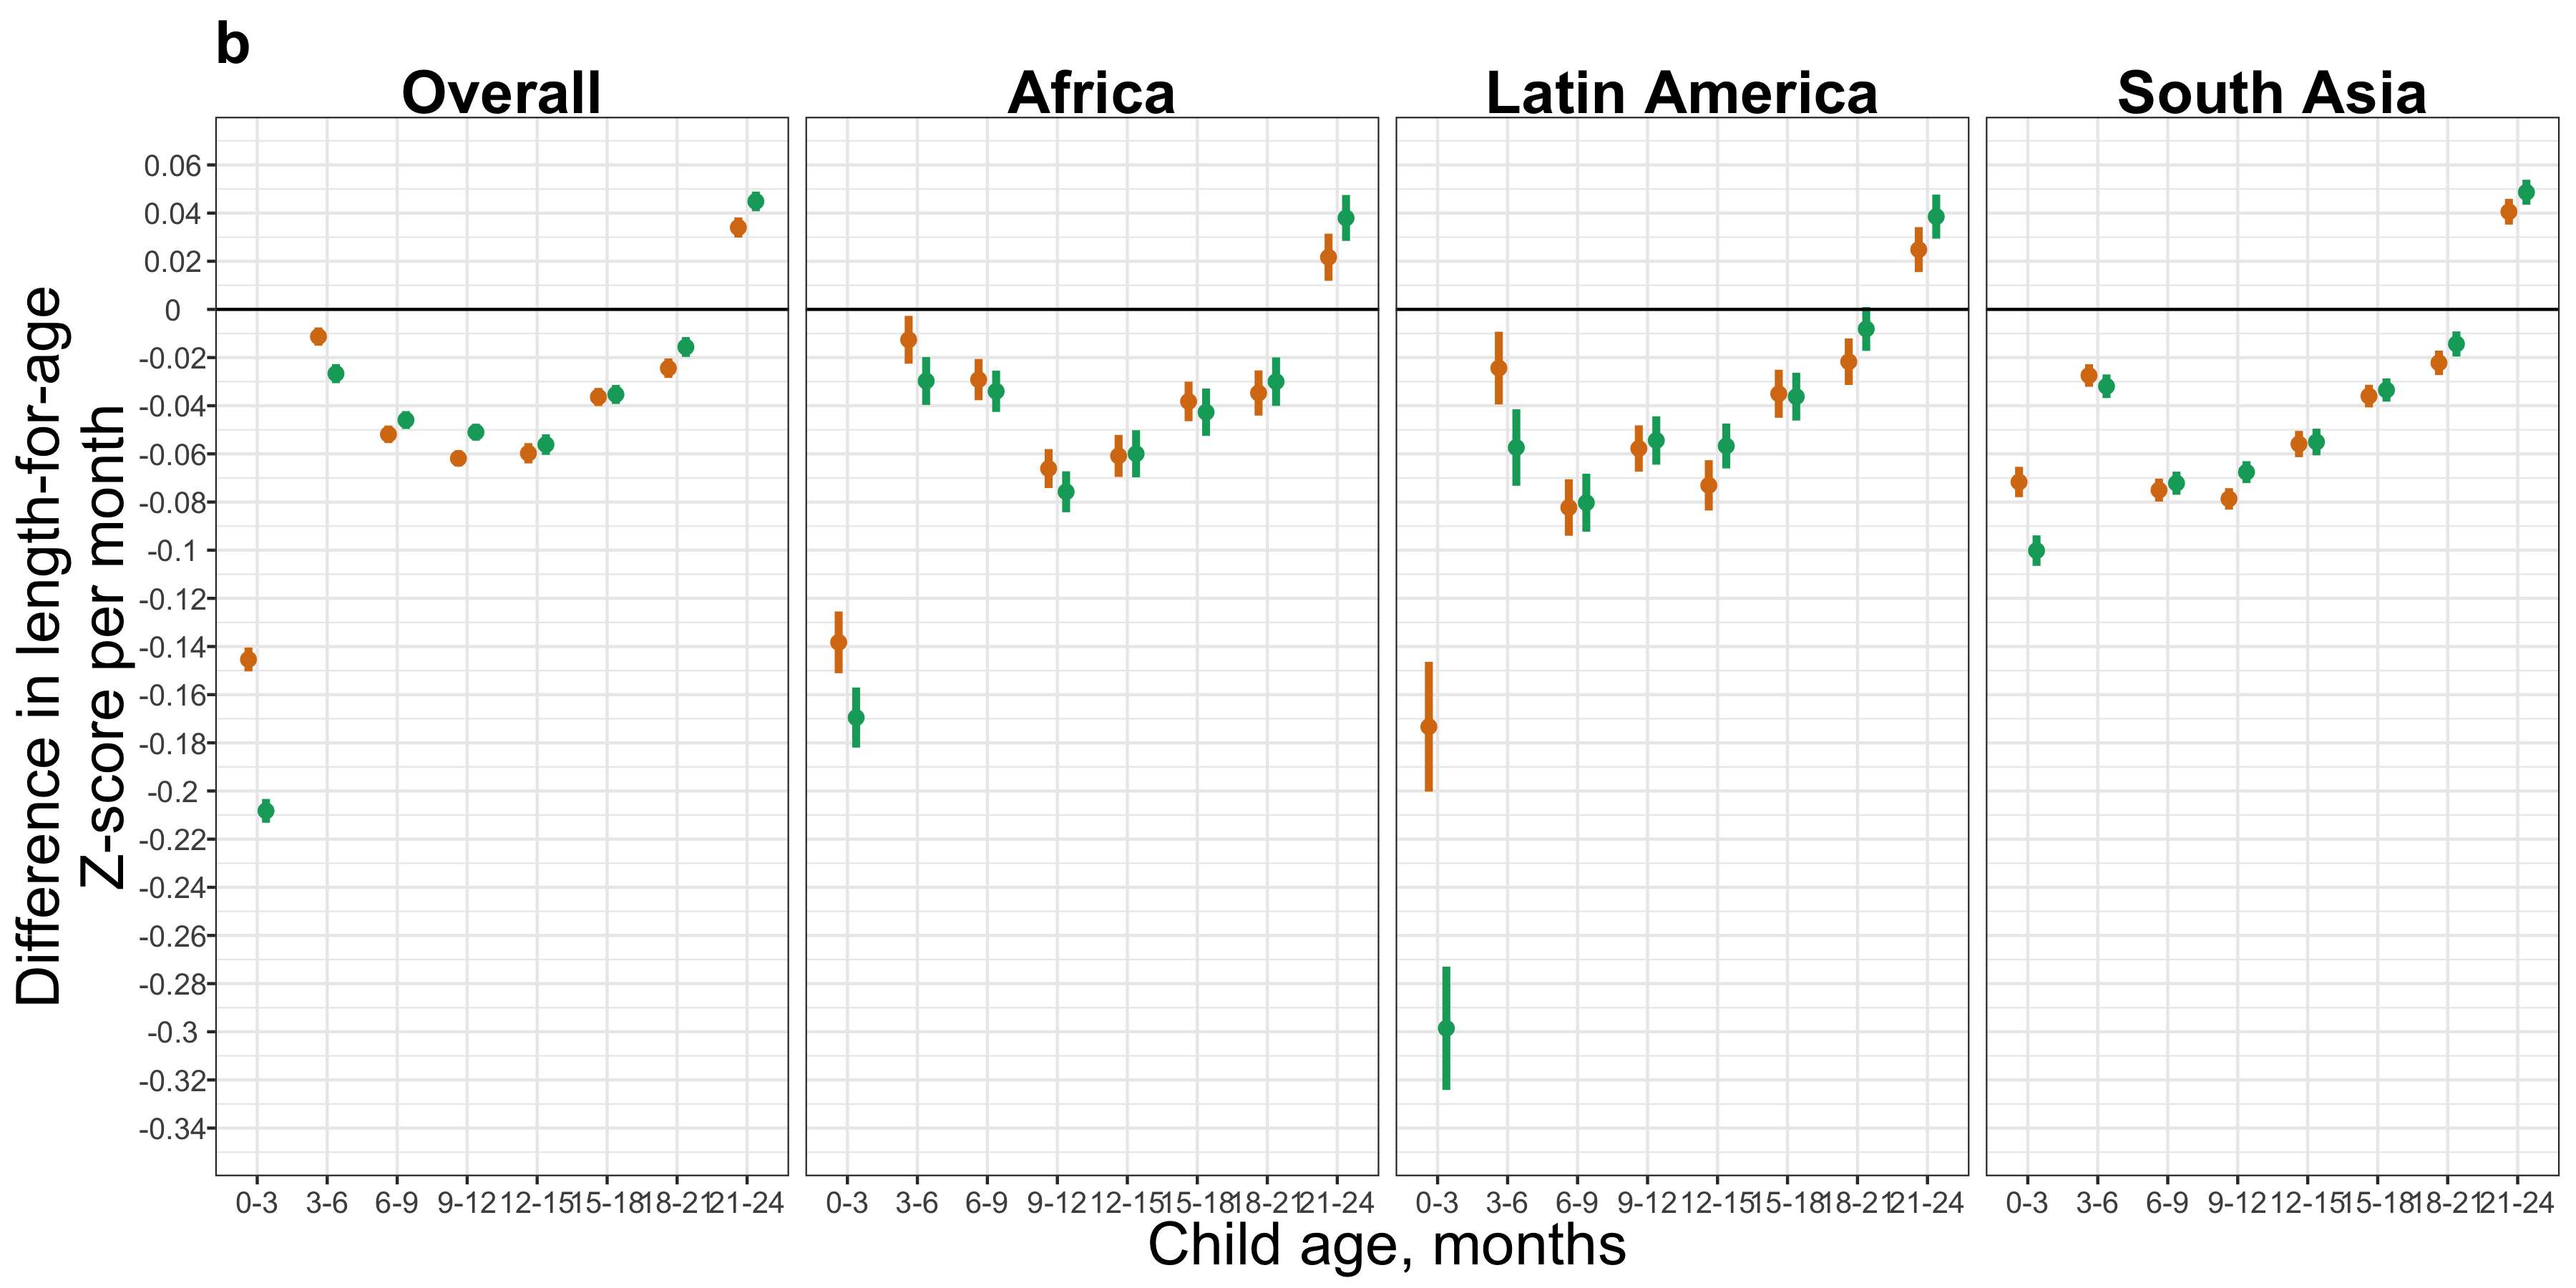 b
Overall
Africa
Latin America
South Asia
Difference in length-for-age
Z-score per month
0.06
0.04
0.02
0
-0.02
-0.04
-0.06
-0.08
-0.1
-0.12
-0.14
-0.16
-0.18
-0.2
-0.22
-0.24
-0.26
-0.28
-0.3
-0.32
-0.34
0-3 3-6 6-9 9-12 12-15 15-18 18-21 21-24
0-3 3-6 6-9 9-12 12-15 15-18 18-21 21-24
0-3 3-6 6-9 9-12 12-15 15-18 18-21 21-24
0-3 3-6 6-9 9-12 12-15 15-18 18-21 21-24
Child age, months